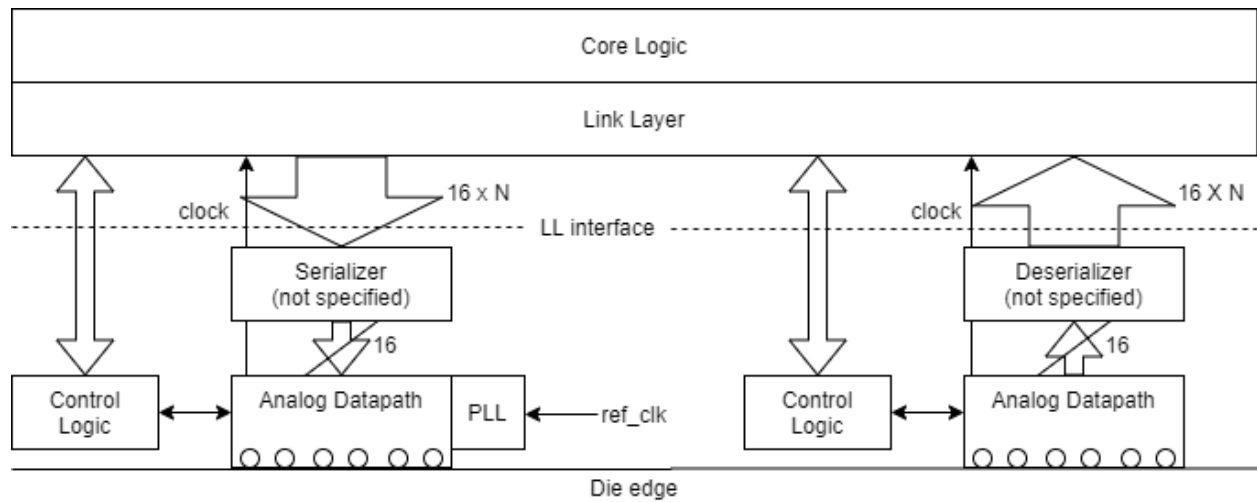 Core Logic
Link Layer
clock
16 x N
LL interface
clock
16 X N
Serializer
(not specified)
Deserializer
(not specified)
16
16
Control
Logic
Analog Datapath
PLL
ref_clk
Control
Logic
Analog Datapath
Die edge